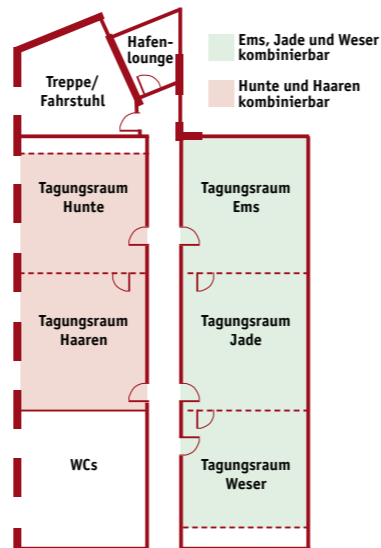 Hafen-
lounge
Ems, Jade und Weser
kombinierbar
Treppe/
Fahrstuhl
Hunte und Haaren
kombinierbar
Tagungsraum
Hunte
Tagungsraum
Ems
Tagungsraum
Haaren
Tagungsraum
Jade
WCs
Tagungsraum
Weser